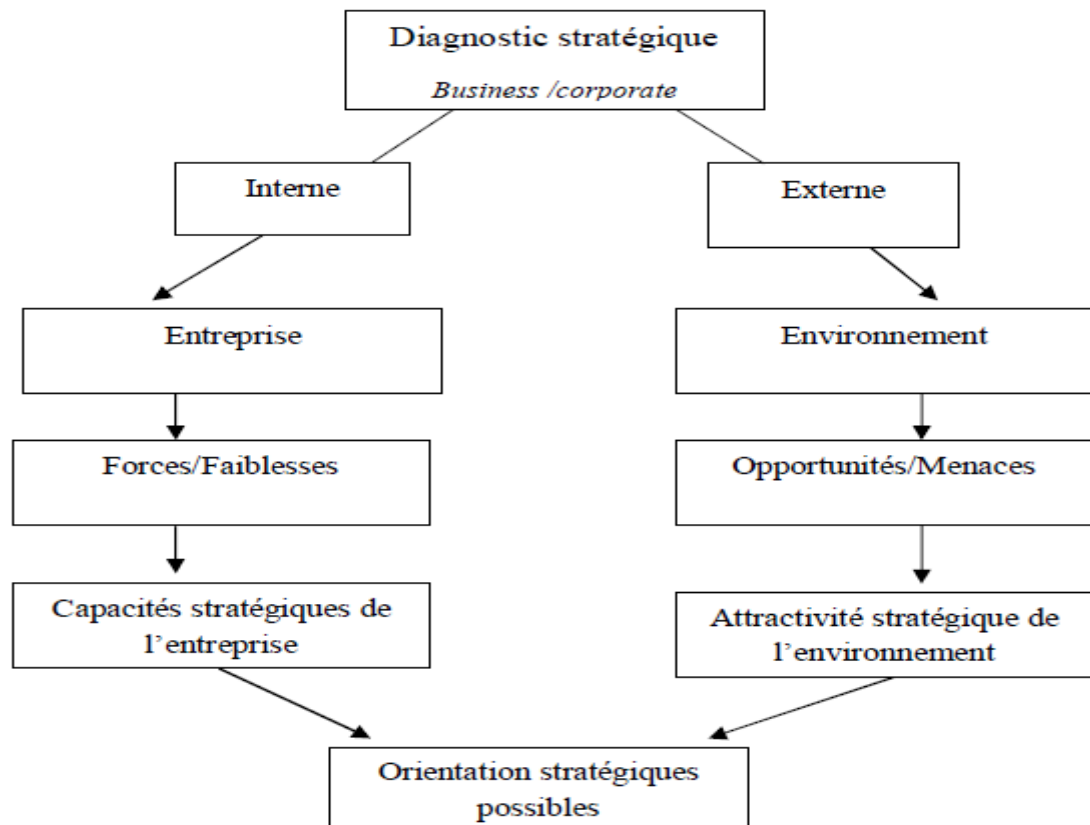 Diagnostic stratégique
Business /corporate
Interne
Externe
Entreprise
Environnement
Forces/Faiblesses
Opportunités/Menaces
Capacités stratégiques de
l’entreprise
Attractivité stratégique de
l’environnement
Orientation stratégiques
possibles